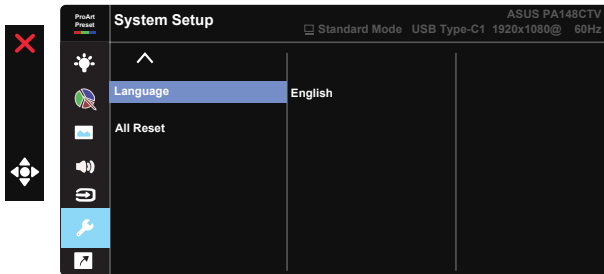 ProArt
Preset
System Setup
ASUS PA148CTV
Standard Mode USB Type-C1 1920x1080@ 60Hz
Language
English
All Reset